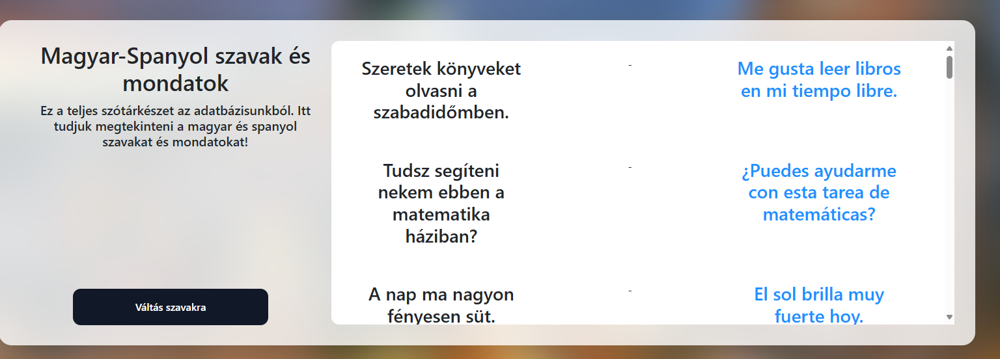 Magyar-Spanyol szavak és
mondatok
Ez a teljes szótárkészet az adatbázisunkból. Itt
tudjuk megtekinteni a magyar és spanyol
szavakat és mondatokat!
Váltás szavakra
Szeretek könyveket
olvasni a
szabadidőmben.
-
Me gusta leer libros
en mi tiempo libre.
Tudsz segíteni
nekem ebben a
matematika
háziban?
-
¿Puedes ayudarme
con esta tarea de
matemáticas?
A nap ma nagyon
fényesen süt.
-
El sol brilla muy
fuerte hoy.